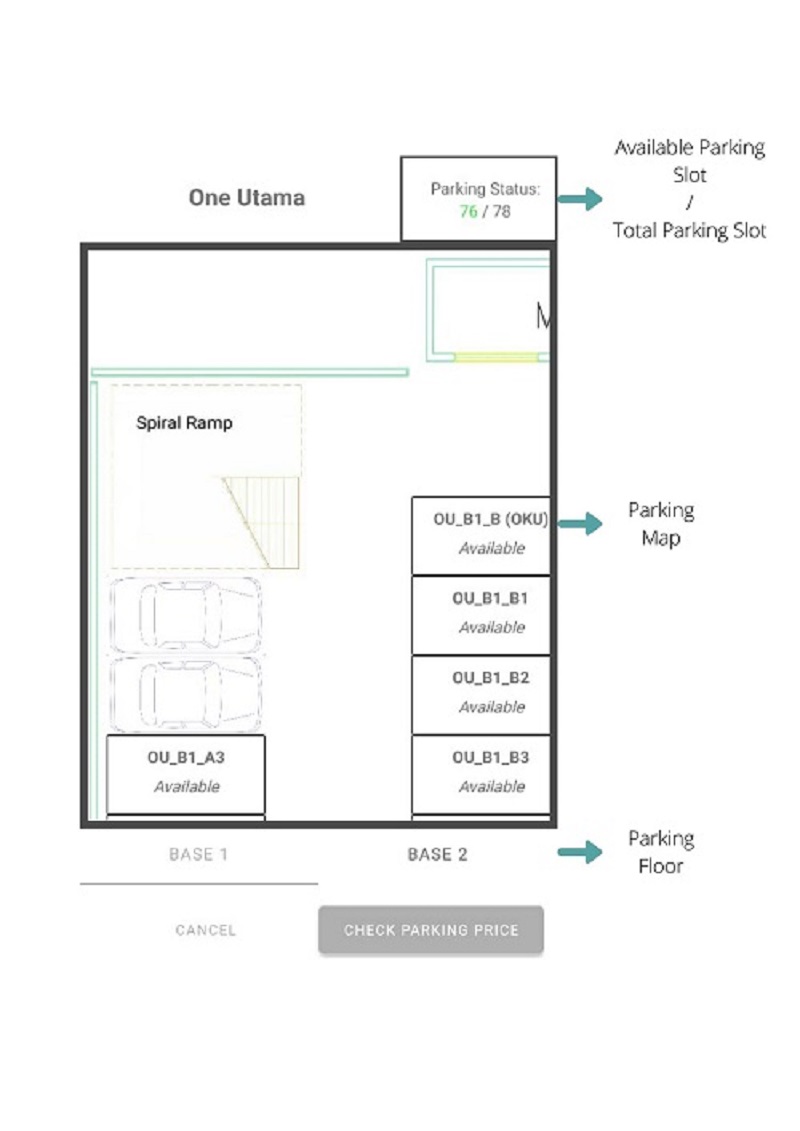 One Utama
Parking Status:
76 / 78
Available Parking
Slot
/
Total Parking Slot
M
Spiral Ramp
OU_B1_B (OKU)
Available
Parking
Map
OU_B1_B1
Available
OU_B1_B2
Available
OU_B1_A3
Available
OU_B1_B3
Available
BASE 1
BASE 2
Parking
Floor
CANCEL
CHECK PARKING PRICE